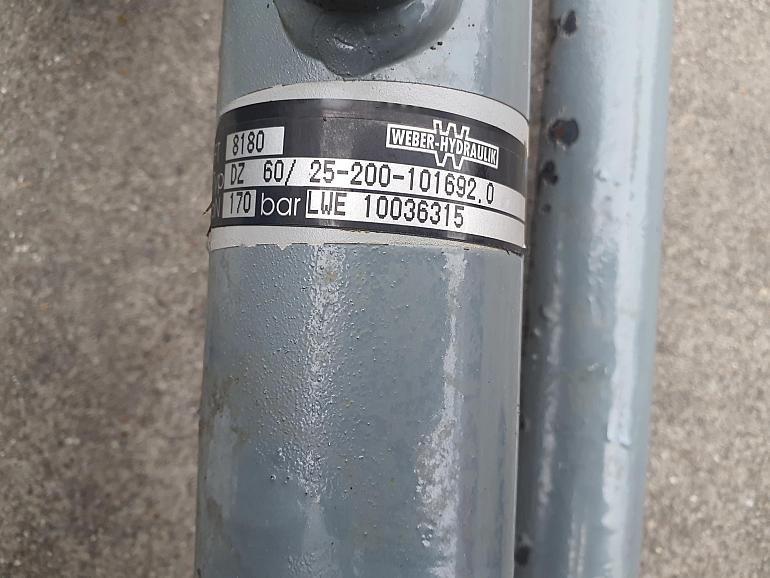 8180
WEBER-HYDRAULIK
DZ 60/ 25-200-101692.0
170 bar LWE 10036315